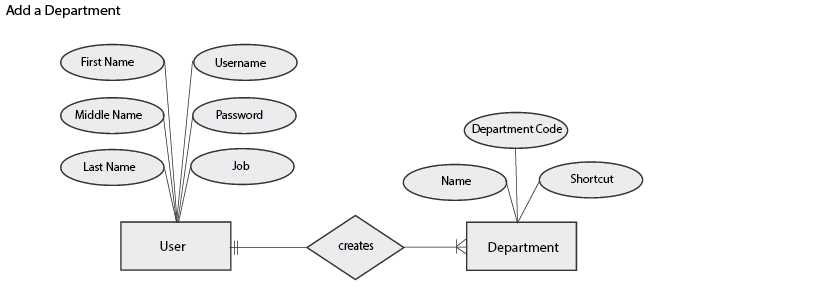 Add a Department
First Name
Username
Middle Name
Password
Department Code
Last Name
Job
Name
Shortcut
User
creates
Department